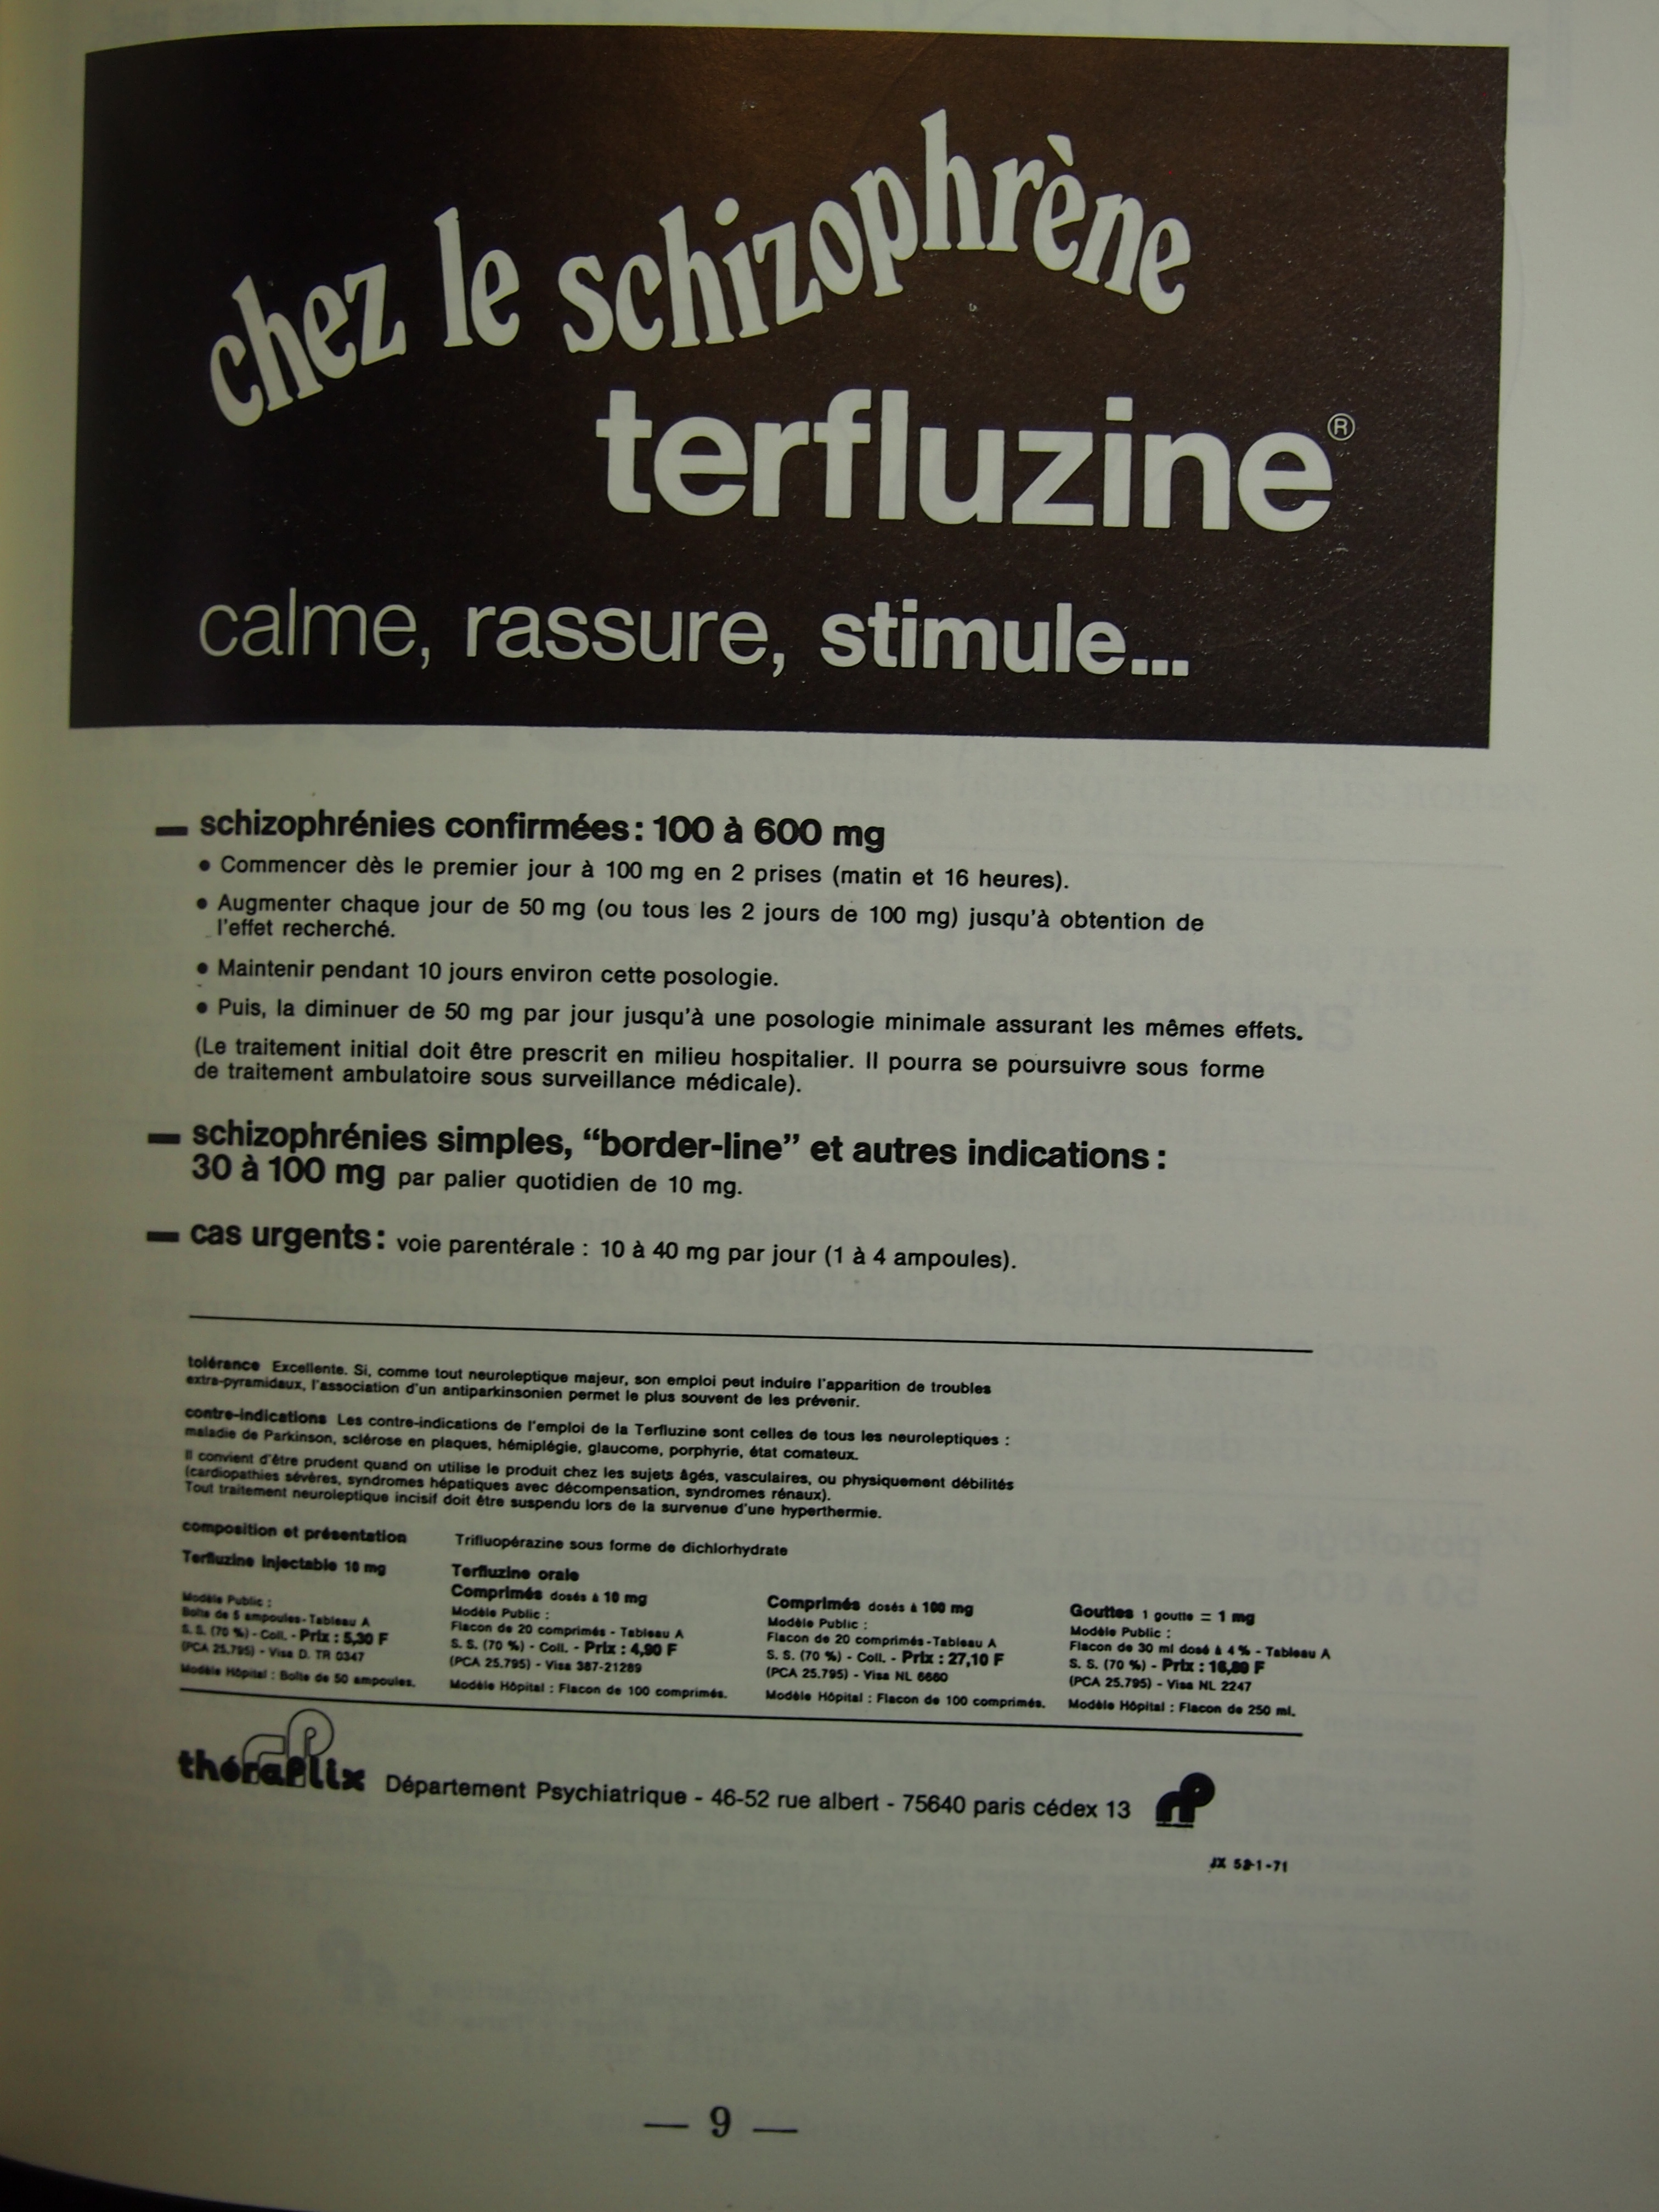 chez le schizophrène
terfluzine®
calme, rassure, stimule...
schizophrénies confirmées : 100 à 600 mg
• Commencer dès le premier jour à 100 mg en 2 prises (matin et 16 heures).
• Augmenter chaque jour de 50 mg (ou tous les 2 jours de 100 mg) jusqu'à obtention de
l'effet recherché.
• Maintenir pendant 10 jours environ cette posologie.
• Puis, la diminuer de 50 mg par jour jusqu'à une posologie minimale assurant les mêmes effets.
(Le traitement initial doit être prescrit en milieu hospitalier. Il pourra se poursuivre sous forme
de traitement ambulatoire sous surveillance médicale).
schizophrénies simples, "border-line" et autres indications :
30 à 100 mg par palier quotidien de 10 mg.
cas urgents : voie parentérale : 10 à 40 mg par jour (1 à 4 ampoules).
tolérance Excellente. Si, comme tout neuroleptique majeur, son emploi peut induire l'apparition de troubles
extra-pyramidaux, l'association d'un antiparkinsonien permet le plus souvent de les prévenir.
contre-indications Les contre-indications de l'emploi de la Terfluzine sont celles de tous les neuroleptiques :
maladie de Parkinson, sclérose en plaques, hémiplégie, glaucome, porphyrie, état comateux.
Il convient d'être prudent quand on utilise le produit chez les sujets âgés, vasculaires, ou physiquement débilités
(cardiopathies sévères, syndromes hépatiques avec décompensation, syndromes rénaux).
Tout traitement neuroleptique incisif doit être suspendu lors de la survenue d'une hyperthermie.
composition et présentation Trifluopérazine sous forme de dichlorhydrate
Terfluzine injectable 10 mg
Modèle Public :
Boîte de 5 ampoules - Tableau A
S. S. (70 %) - Coll. - Prix : 5,30 F
(PCA 25.795) - Visa D. TR 0347
Modèle Hôpital : Boîte de 50 ampoules.
Terfluzine orale
Comprimés dosés à 10 mg
Modèle Public :
Flacon de 20 comprimés - Tableau A
S. S. (70 %) - Coll. - Prix : 4,90 F
(PCA 25.795) - Visa 387-21289
Modèle Hôpital : Flacon de 100 comprimés.
Comprimés dosés à 100 mg
Modèle Public :
Flacon de 20 comprimés - Tableau A
S. S. (70 %) - Coll. - Prix : 27,10 F
(PCA 25.795) - Visa NL 6660
Modèle Hôpital : Flacon de 100 comprimés.
Gouttes 1 goutte = 1 mg
Modèle Public :
Flacon de 30 ml dosé à 4 % - Tableau A
S. S. (70 %) - Prix : 16,80 F
(PCA 25.795) - Visa NL 2247
Modèle Hôpital : Flacon de 250 ml.
théraplix Département Psychiatrique - 46-52 rue albert - 75640 paris cédex 13
— 9 —